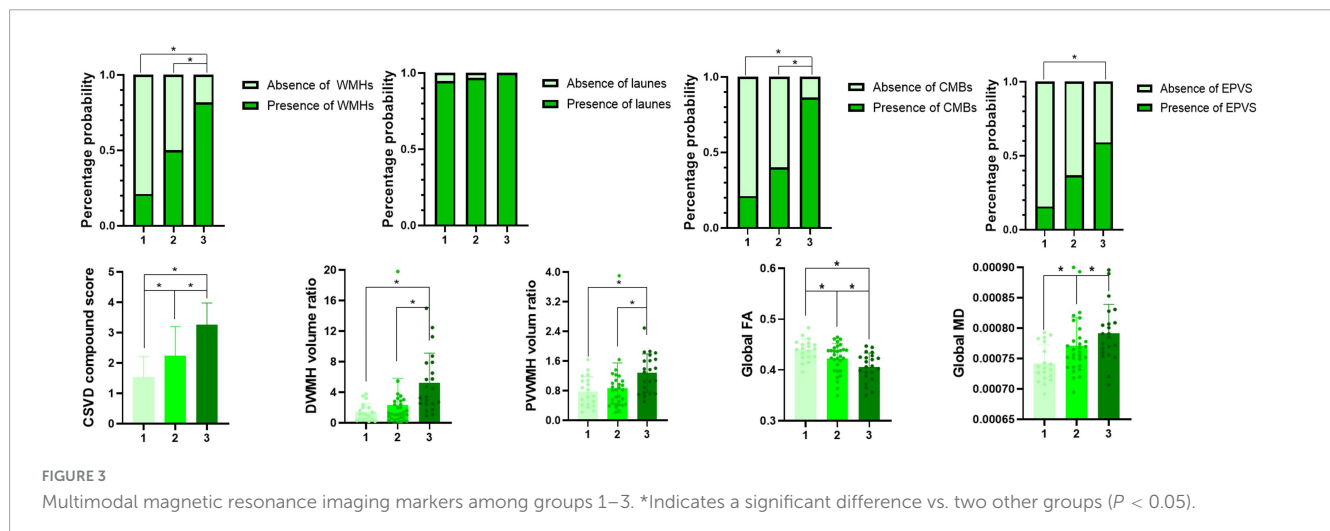 *
*
Absence of WMHs
Presence of WMHs
Percentage probability
1.0
0.5
0.0
1 2 3
Absence of launes
Presence of launes
Percentage probability
1.0
0.5
0.0
1 2 3
*
*
Absence of CMBs
Presence of CMBs
Percentage probability
1.0
0.5
0.0
1 2 3
*
Absence of EPVS
Presence of EPVS
Percentage probability
1.0
0.5
0.0
1 2 3
CSVD compound score
5
4
3
2
1
0
*
* *
1 2 3
DWMH volume ratio
20
16
12
8
4
0
*
*
1 2 3
PVWMH volum ratio
4.0
3.2
2.4
1.6
0.8
0.0
*
*
1 2 3
Global FA
0.6
0.5
0.4
0.3
*
* *
1 2 3
Global MD
0.00090
0.00085
0.00080
0.00075
0.00070
0.00065
* *
1 2 3
FIGURE 3
Multimodal magnetic resonance imaging markers among groups 1–3. *Indicates a significant difference vs. two other groups (P < 0.05).